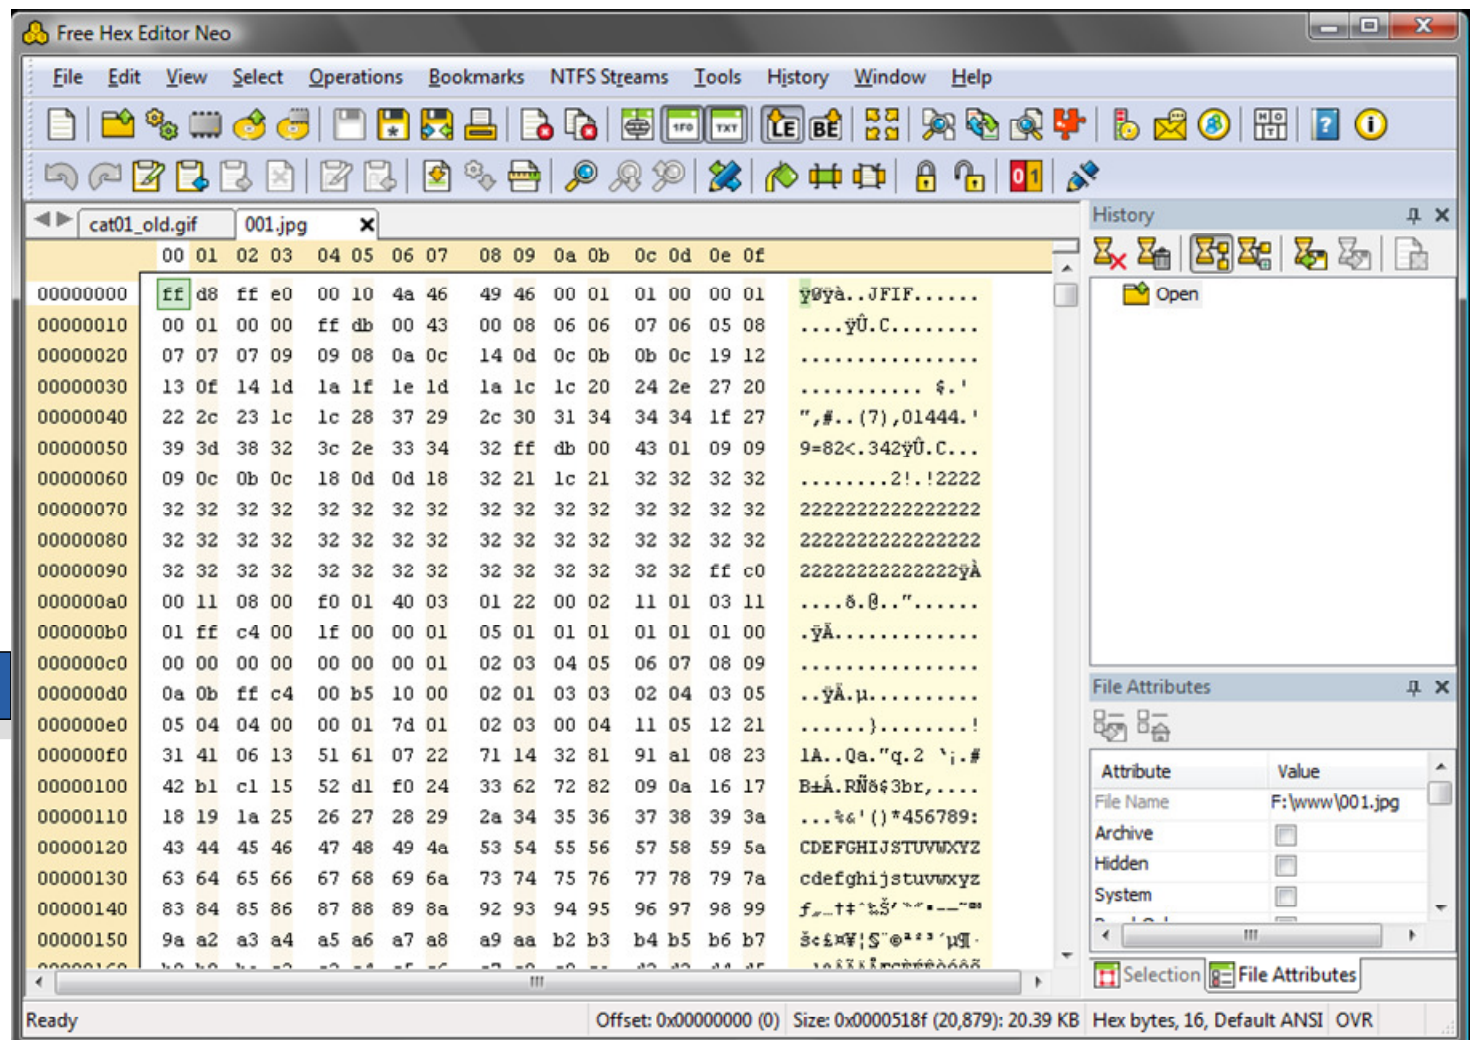 Free Hex Editor Neo
File Edit View Select Operations Bookmarks NTFS Streams Tools History Window Help
1F0 TXT LE BE H O T ? i
0 1
cat01_old.gif 001.jpg x
History
00 01 02 03 04 05 06 07 08 09 0a 0b 0c 0d 0e 0f
00000000 ff d8 ff e0 00 10 4a 46 49 46 00 01 01 00 00 01 ÿØÿà..JFIF......
Open
00000010 00 01 00 00 ff db 00 43 00 08 06 06 07 06 05 08 ....ÿÛ.C........
00000020 07 07 07 09 09 08 0a 0c 14 0d 0c 0b 0b 0c 19 12 ................
00000030 13 0f 14 1d 1a 1f 1e 1d 1a 1c 1c 20 24 2e 27 20 ........... $.'
00000040 22 2c 23 1c 1c 28 37 29 2c 30 31 34 34 34 1f 27 ",#..(7),01444.'
00000050 39 3d 38 32 3c 2e 33 34 32 ff db 00 43 01 09 09 9=82<.342ÿÛ.C...
00000060 09 0c 0b 0c 18 0d 0d 18 32 21 1c 21 32 32 32 32 ........2!.!2222
00000070 32 32 32 32 32 32 32 32 32 32 32 32 32 32 32 32 2222222222222222
00000080 32 32 32 32 32 32 32 32 32 32 32 32 32 32 32 32 2222222222222222
00000090 32 32 32 32 32 32 32 32 32 32 32 32 32 32 ff c0 22222222222222ÿÀ
000000a0 00 11 08 00 f0 01 40 03 01 22 00 02 11 01 03 11 ....ð.@.."......
000000b0 01 ff c4 00 1f 00 00 01 05 01 01 01 01 01 01 00 .ÿÄ.............
000000c0 00 00 00 00 00 00 00 01 02 03 04 05 06 07 08 09 ................
000000d0 0a 0b ff c4 00 b5 10 00 02 01 03 03 02 04 03 05 ..ÿÄ.µ..........
File Attributes
000000e0 05 04 04 00 00 01 7d 01 02 03 00 04 11 05 12 21 ......}........!
000000f0 31 41 06 13 51 61 07 22 71 14 32 81 91 a1 08 23 1A..Qa."q.2 ‘¡.#
Attribute Value
00000100 42 b1 c1 15 52 d1 f0 24 33 62 72 82 09 0a 16 17 B±Á.RÑð$3br‚....
File Name F:\www\001.jpg
00000110 18 19 1a 25 26 27 28 29 2a 34 35 36 37 38 39 3a ...%&'()*456789:
Archive
00000120 43 44 45 46 47 48 49 4a 53 54 55 56 57 58 59 5a CDEFGHIJSTUVWXYZ
Hidden
00000130 63 64 65 66 67 68 69 6a 73 74 75 76 77 78 79 7a cdefghijstuvwxyz
System
00000140 83 84 85 86 87 88 89 8a 92 93 94 95 96 97 98 99 ƒ„…†‡ˆ‰Š’“”•–—˜™
00000150 9a a2 a3 a4 a5 a6 a7 a8 a9 aa b2 b3 b4 b5 b6 b7 š¢£¤¥¦§¨©ª²³´µ¶·
Selection File Attributes
Ready Offset: 0x00000000 (0) Size: 0x0000518f (20,879): 20.39 KB Hex bytes, 16, Default ANSI OVR